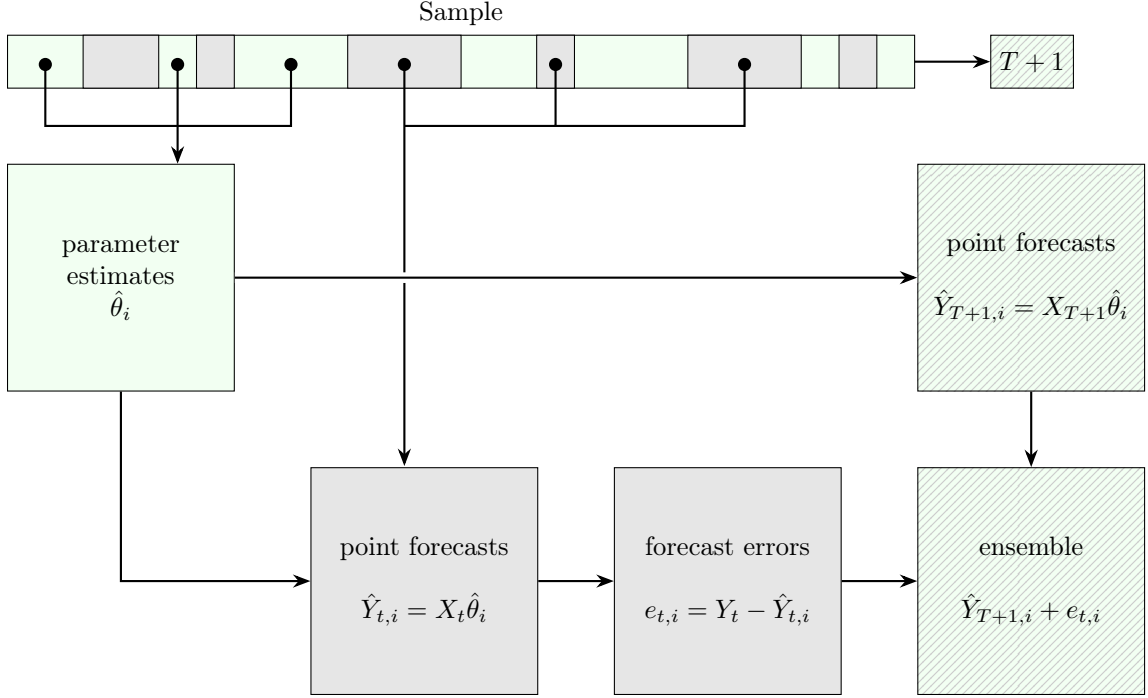 Sample
T + 1
parameter
estimates
θ̂_i
point forecasts
Ŷ_{T+1,i} = X_{T+1}θ̂_i
point forecasts
Ŷ_{t,i} = X_tθ̂_i
forecast errors
e_{t,i} = Y_t − Ŷ_{t,i}
ensemble
Ŷ_{T+1,i} + e_{t,i}